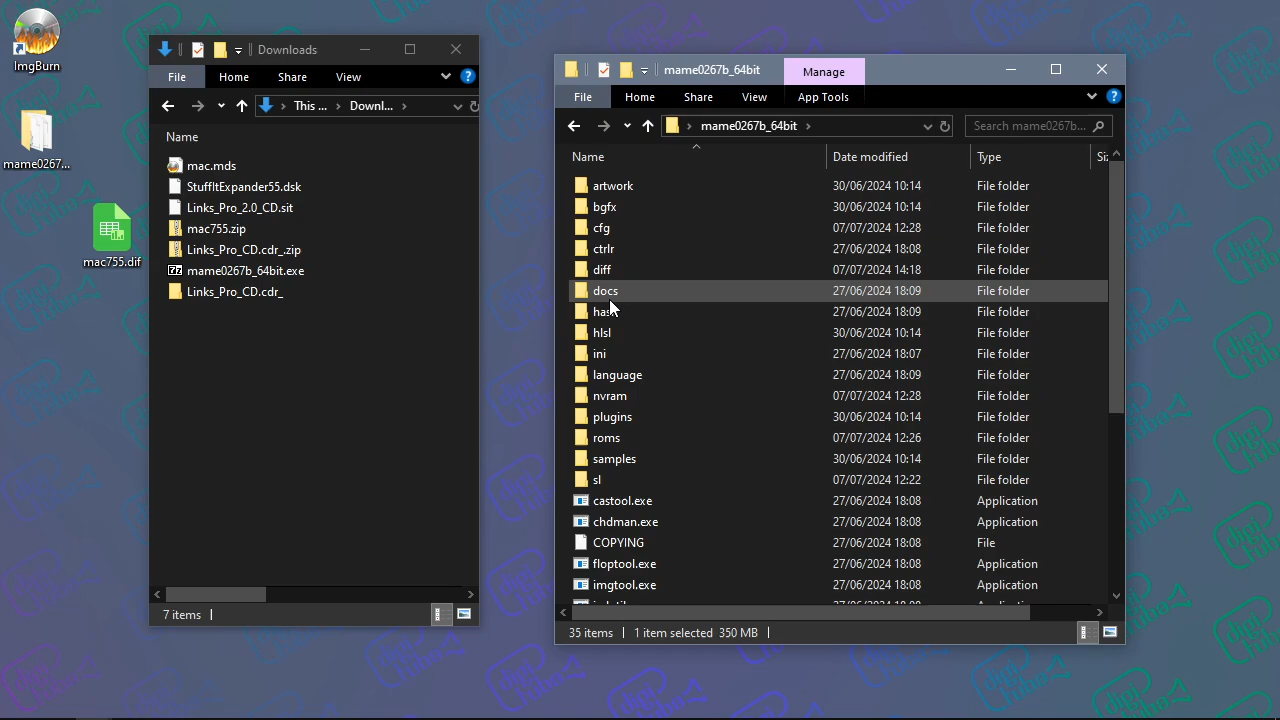 ImgBurn
mame0267...
mac755.dif
Downloads
File Home Share View
This ... Downl...
Name
mac.mds
StuffItExpander55.dsk
Links_Pro_2.0_CD.sit
mac755.zip
Links_Pro_CD.cdr_.zip
mame0267b_64bit.exe
Links_Pro_CD.cdr_
7 items
mame0267b_64bit Manage
File Home Share View App Tools
mame0267b_64bit Search mame0267b...
Name Date modified Type
artwork 30/06/2024 10:14 File folder
bgfx 30/06/2024 10:14 File folder
cfg 07/07/2024 12:28 File folder
ctrlr 27/06/2024 18:08 File folder
diff 07/07/2024 14:18 File folder
docs 27/06/2024 18:09 File folder
27/06/2024 18:09 File folder
hlsl 30/06/2024 10:14 File folder
ini 27/06/2024 18:07 File folder
language 27/06/2024 18:09 File folder
nvram 07/07/2024 12:28 File folder
plugins 30/06/2024 10:14 File folder
roms 07/07/2024 12:26 File folder
samples 30/06/2024 10:14 File folder
sl 07/07/2024 12:22 File folder
castool.exe 27/06/2024 18:08 Application
chdman.exe 27/06/2024 18:08 Application
COPYING 27/06/2024 18:08 File
floptool.exe 27/06/2024 18:08 Application
imgtool.exe 27/06/2024 18:08 Application
35 items 1 item selected 350 MB